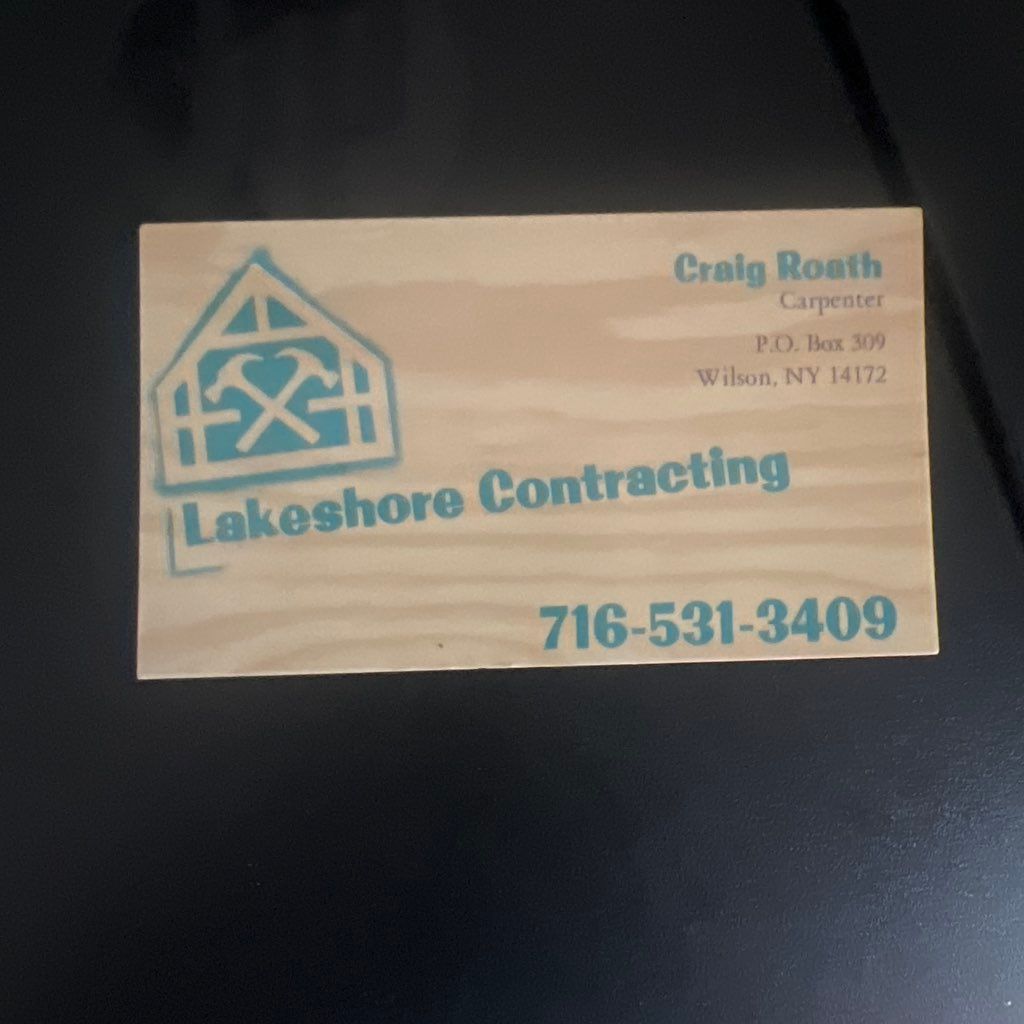 Craig Roath
Carpenter
P.O. Box 309
Wilson, NY 14172
Lakeshore Contracting
716-531-3409